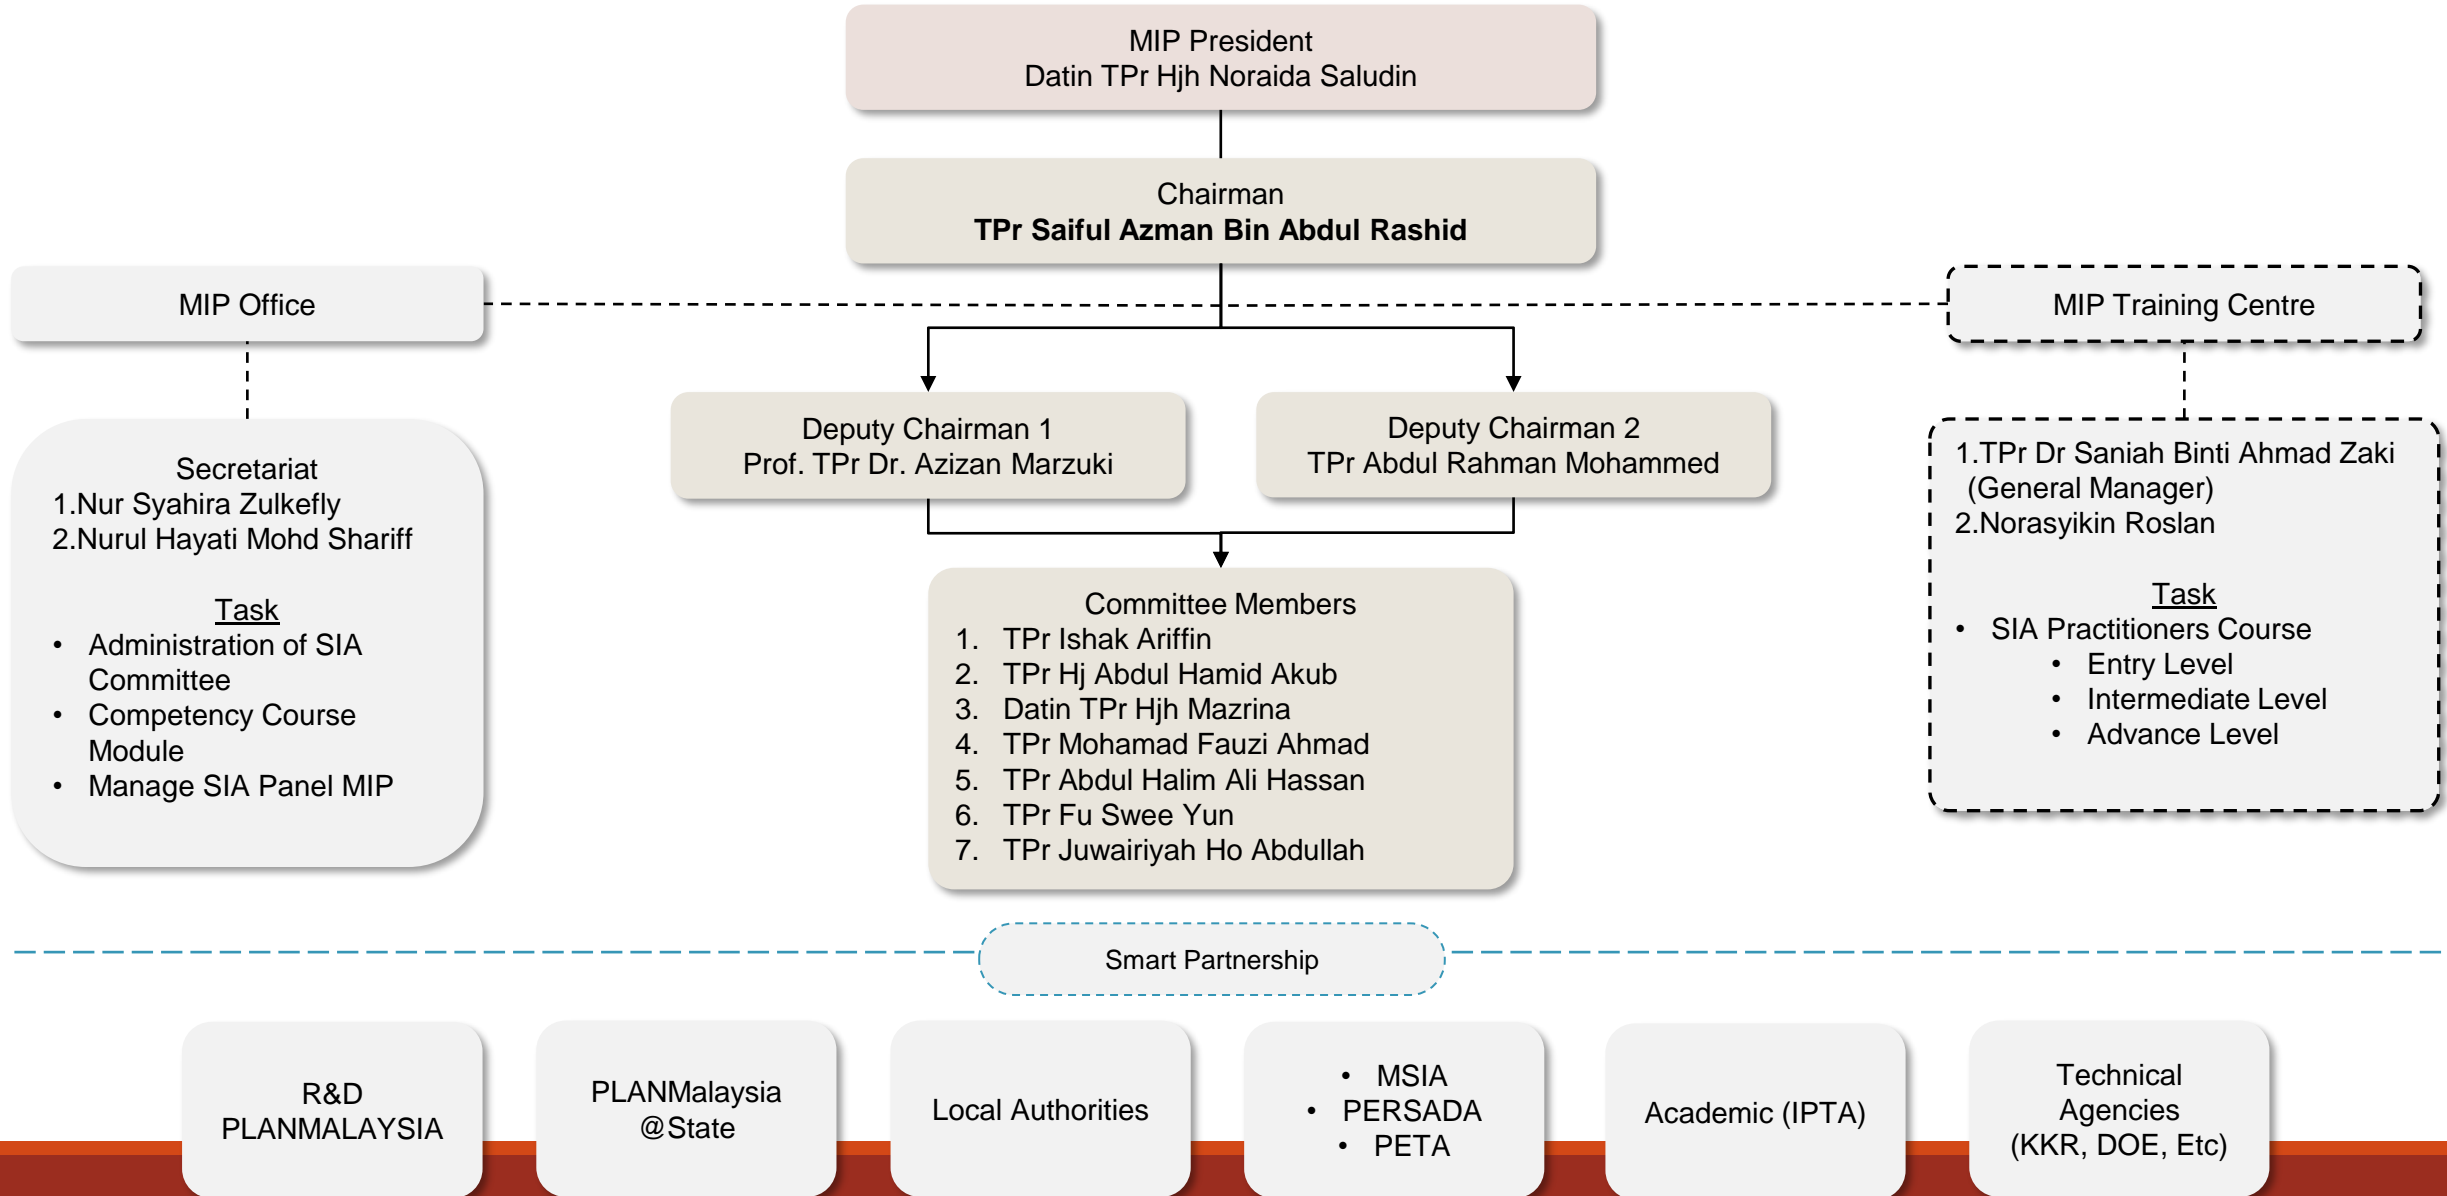 MIP President
Datin TPr Hjh Noraida Saludin
Chairman
TPr Saiful Azman Bin Abdul Rashid
MIP Office
MIP Training Centre
Deputy Chairman 1
Prof. TPr Dr. Azizan Marzuki
Deputy Chairman 2
TPr Abdul Rahman Mohammed
Secretariat
1.Nur Syahira Zulkefly
2.Nurul Hayati Mohd Shariff
Task
• Administration of SIA
Committee
• Competency Course
Module
• Manage SIA Panel MIP
Committee Members
1. TPr Ishak Ariffin
2. TPr Hj Abdul Hamid Akub
3. Datin TPr Hjh Mazrina
4. TPr Mohamad Fauzi Ahmad
5. TPr Abdul Halim Ali Hassan
6. TPr Fu Swee Yun
7. TPr Juwairiyah Ho Abdullah
1.TPr Dr Saniah Binti Ahmad Zaki
(General Manager)
2.Norasyikin Roslan
Task
• SIA Practitioners Course
• Entry Level
• Intermediate Level
• Advance Level
Smart Partnership
R&D
PLANMALAYSIA
PLANMalaysia
@State
Local Authorities
• MSIA
• PERSADA
• PETA
Academic (IPTA)
Technical
Agencies
(KKR, DOE, Etc)